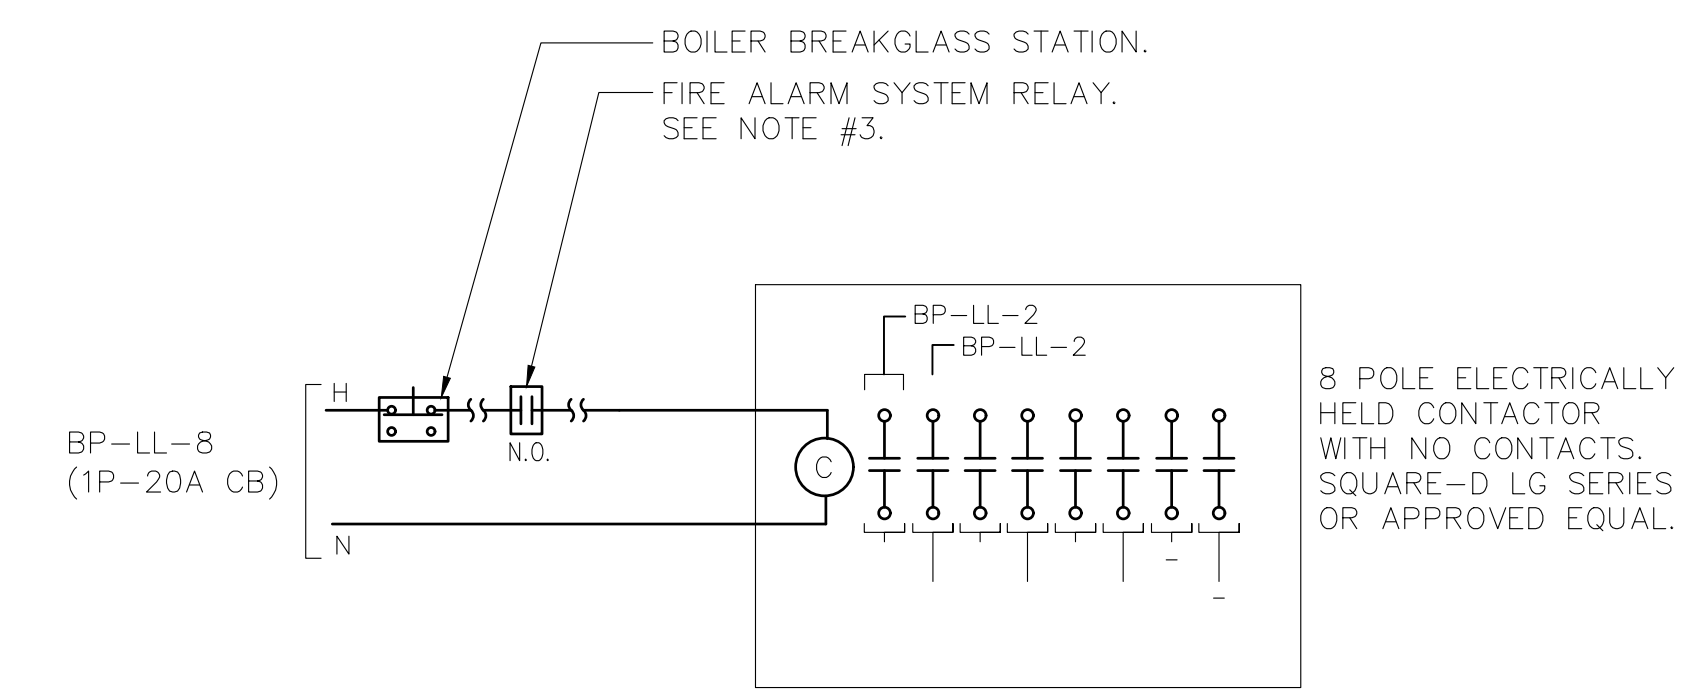 BOILER BREAKGLASS STATION.
FIRE ALARM SYSTEM RELAY.
SEE NOTE #3.
BP-LL-2
BP-LL-2
8 POLE ELECTRICALLY
HELD CONTACTOR
WITH NO CONTACTS.
SQUARE-D LG SERIES
OR APPROVED EQUAL.
H
BP-LL-8
(1P-20A CB)
N.O.
C
N
-
-